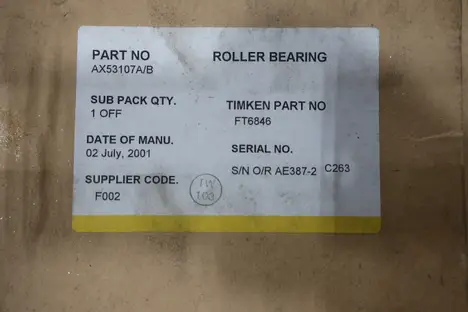 PART NO
AX53107A/B
ROLLER BEARING
SUB PACK QTY.
1 OFF
TIMKEN PART NO
FT6846
DATE OF MANU.
02 July, 2001
SERIAL NO.
S/N O/R AE387-2 C263
SUPPLIER CODE.
F002